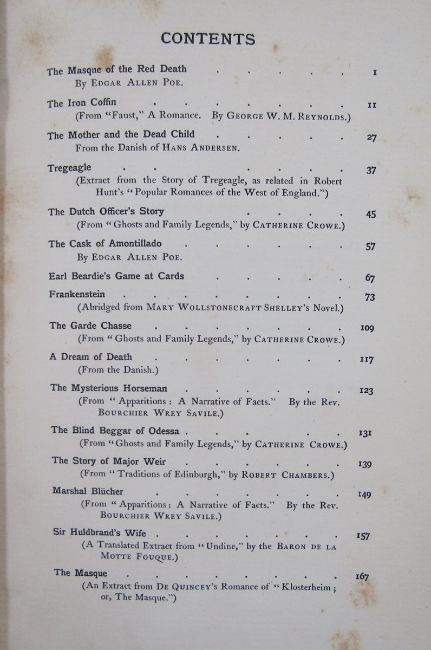 CONTENTS
The Masque of the Red Death . . . . . 1
By EDGAR ALLEN POE.
The Iron Coffin . . . . . . . 11
(From "Faust," A Romance. By GEORGE W. M. REYNOLDS.)
The Mother and the Dead Child . . . . . 27
From the Danish of HANS ANDERSEN.
Tregeagle . . . . . . . 37
(Extract from the Story of Tregeagle, as related in Robert
Hunt's "Popular Romances of the West of England.")
The Dutch Officer's Story . . . . . 45
(From "Ghosts and Family Legends," by CATHERINE CROWE.)
The Cask of Amontillado . . . . . . 57
By EDGAR ALLEN POE.
Earl Beardie's Game at Cards . . . . . 67
Frankenstein . . . . . . . . 73
(Abridged from MARY WOLLSTONECRAFT SHELLEY'S Novel.)
The Garde Chasse . . . . . . . 109
(From "Ghosts and Family Legends," by CATHERINE CROWE.)
A Dream of Death . . . . . . . 117
(From the Danish.)
The Mysterious Horseman . . . . . . 123
(From "Apparitions: A Narrative of Facts." By the Rev.
BOURCHIER WREY SAVILE.)
The Blind Beggar of Odessa . . . . . 131
(From "Ghosts and Family Legends," by CATHERINE CROWE.)
The Story of Major Weir . . . . . . 139
(From "Traditions of Edinburgh," by ROBERT CHAMBERS.)
Marshal Blücher . . . . . . . 149
(From "Apparitions: A Narrative of Facts." By the Rev.
BOURCHIER WREY SAVILE.)
Sir Huldbrand's Wife . . . . . . . 157
(A Translated Extract from "Undine," by the BARON DE LA
MOTTE FOUQUE.)
The Masque . . . . . . . . 167
(An Extract from DE QUINCEY'S Romance of "Klosterheim;
or, The Masque.")